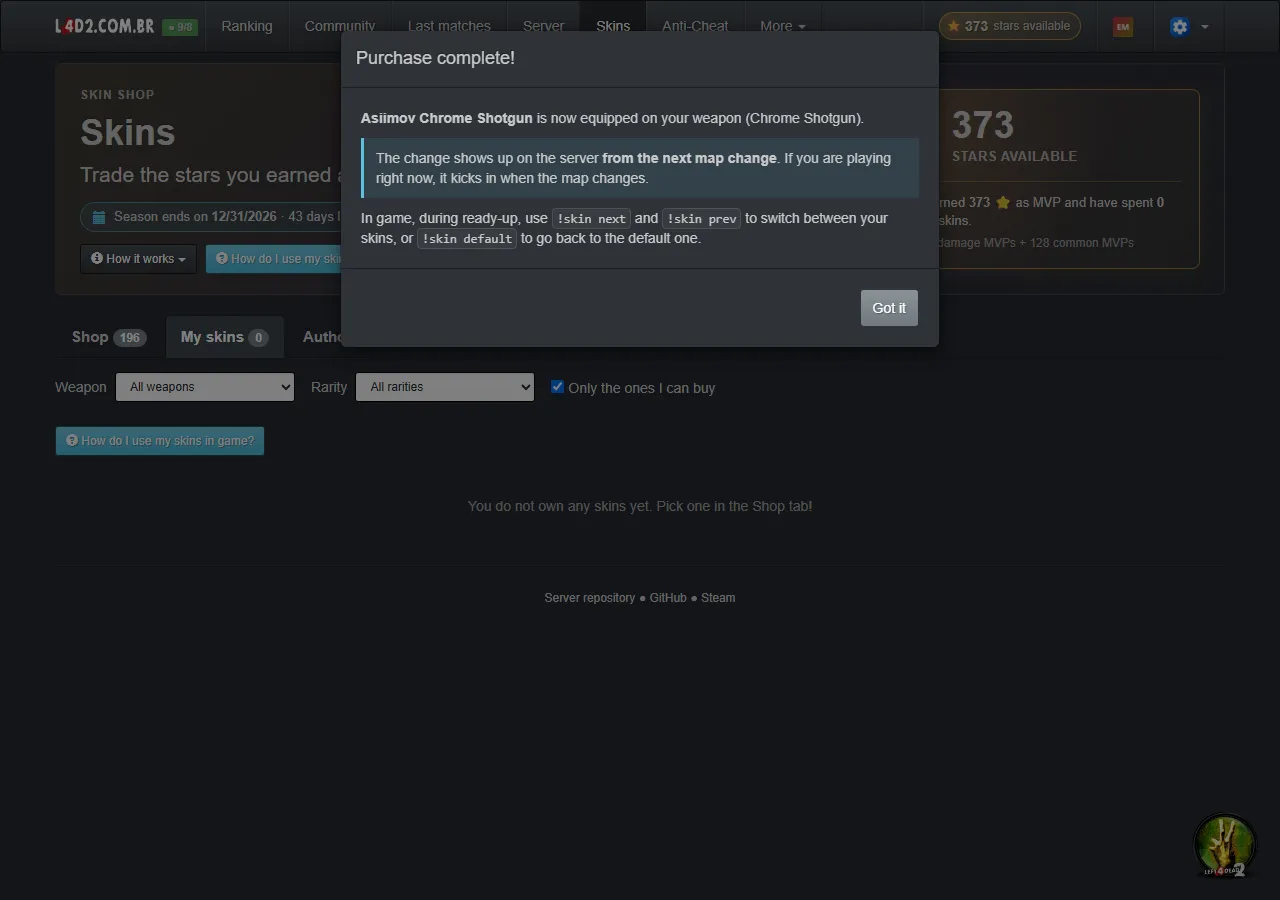 L4D2.COM.BR ● 9/8 Ranking Community Last matches Server Skins Anti-Cheat More 373 stars available EM
Purchase complete!
Asiimov Chrome Shotgun is now equipped on your weapon (Chrome Shotgun).
The change shows up on the server from the next map change. If you are playing
right now, it kicks in when the map changes.
In game, during ready-up, use !skin next and !skin prev to switch between your
skins, or !skin default to go back to the default one.
Got it
SKIN SHOP
Skins
Trade the stars you earned
Season ends on 12/31/2026 · 43 days
How it works
How do I use my
373
STARS AVAILABLE
373 as MVP and have spent 0
skins.
damage MVPs + 128 common MVPs
Shop 196 My skins 0
Weapon All weapons Rarity All rarities Only the ones I can buy
How do I use my skins in game?
You do not own any skins yet. Pick one in the Shop tab!
Server repository ● GitHub ● Steam
LEFT 4 DEAD 2